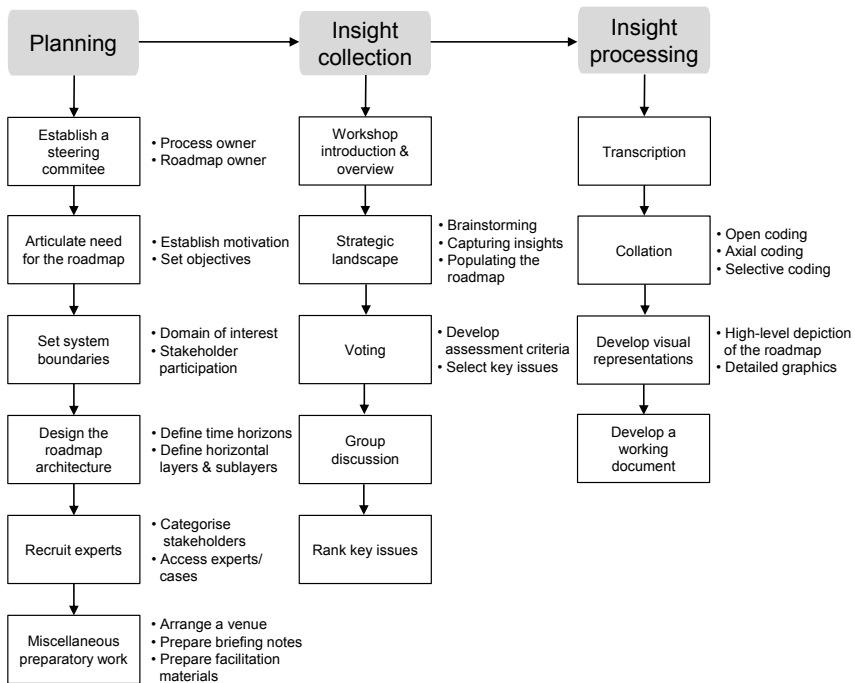 Planning
Insight
collection
Insight
processing
Establish a
steering
commitee
• Process owner
• Roadmap owner
Articulate need
for the roadmap
• Establish motivation
• Set objectives
Set system
boundaries
• Domain of interest
• Stakeholder
participation
Design the
roadmap
architecture
• Define time horizons
• Define horizontal
layers & sublayers
Recruit experts
• Categorise
stakeholders
• Access experts/
cases
Miscellaneous
preparatory work
• Arrange a venue
• Prepare briefing notes
• Prepare facilitation
materials
Workshop
introduction &
overview
Strategic
landscape
• Brainstorming
• Capturing insights
• Populating the
roadmap
Voting
• Develop
assessment criteria
• Select key issues
Group
discussion
Rank key issues
Transcription
Collation
• Open coding
• Axial coding
• Selective coding
Develop visual
representations
• High-level depiction
of the roadmap
• Detailed graphics
Develop a
working
document